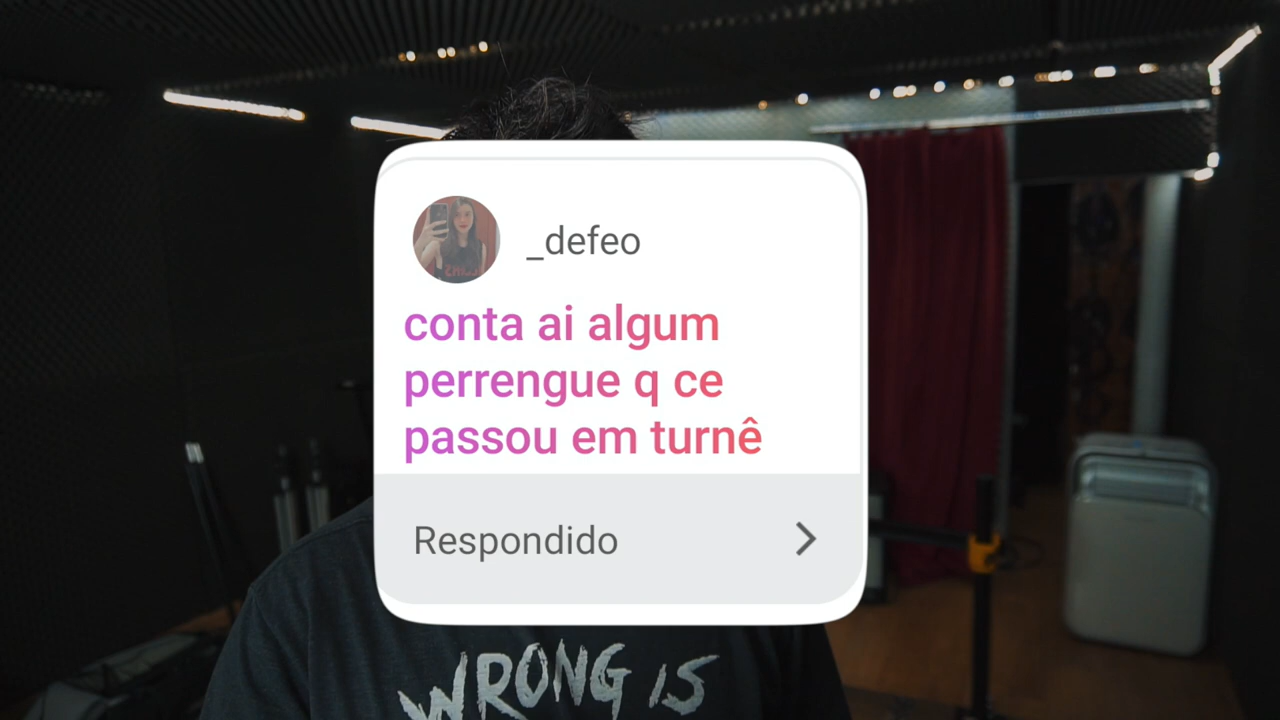 _defeo
conta ai algum
perrengue q ce
passou em turnê
Respondido
WRONG IS